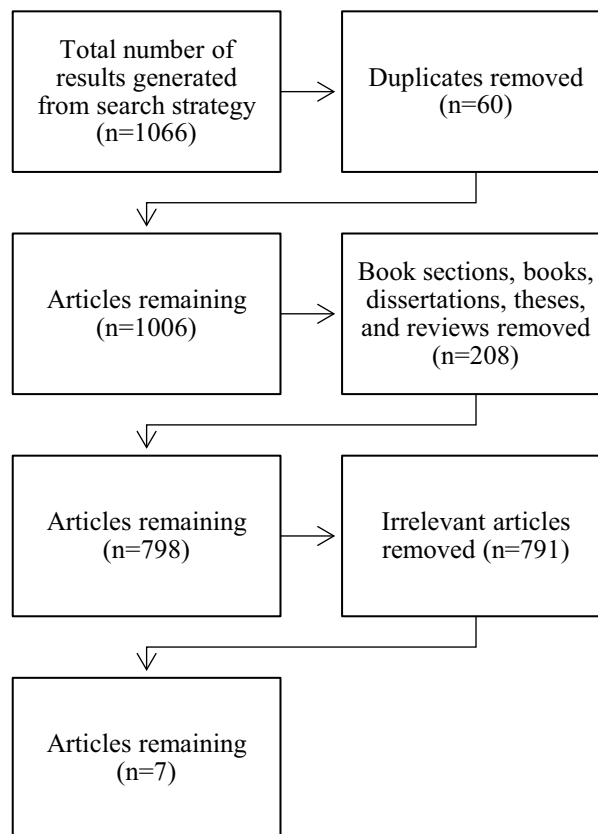 Total number of
results generated
from search strategy
(n=1066)
Duplicates removed
(n=60)
Articles remaining
(n=1006)
Book sections, books,
dissertations, theses,
and reviews removed
(n=208)
Articles remaining
(n=798)
Irrelevant articles
removed (n=791)
Articles remaining
(n=7)